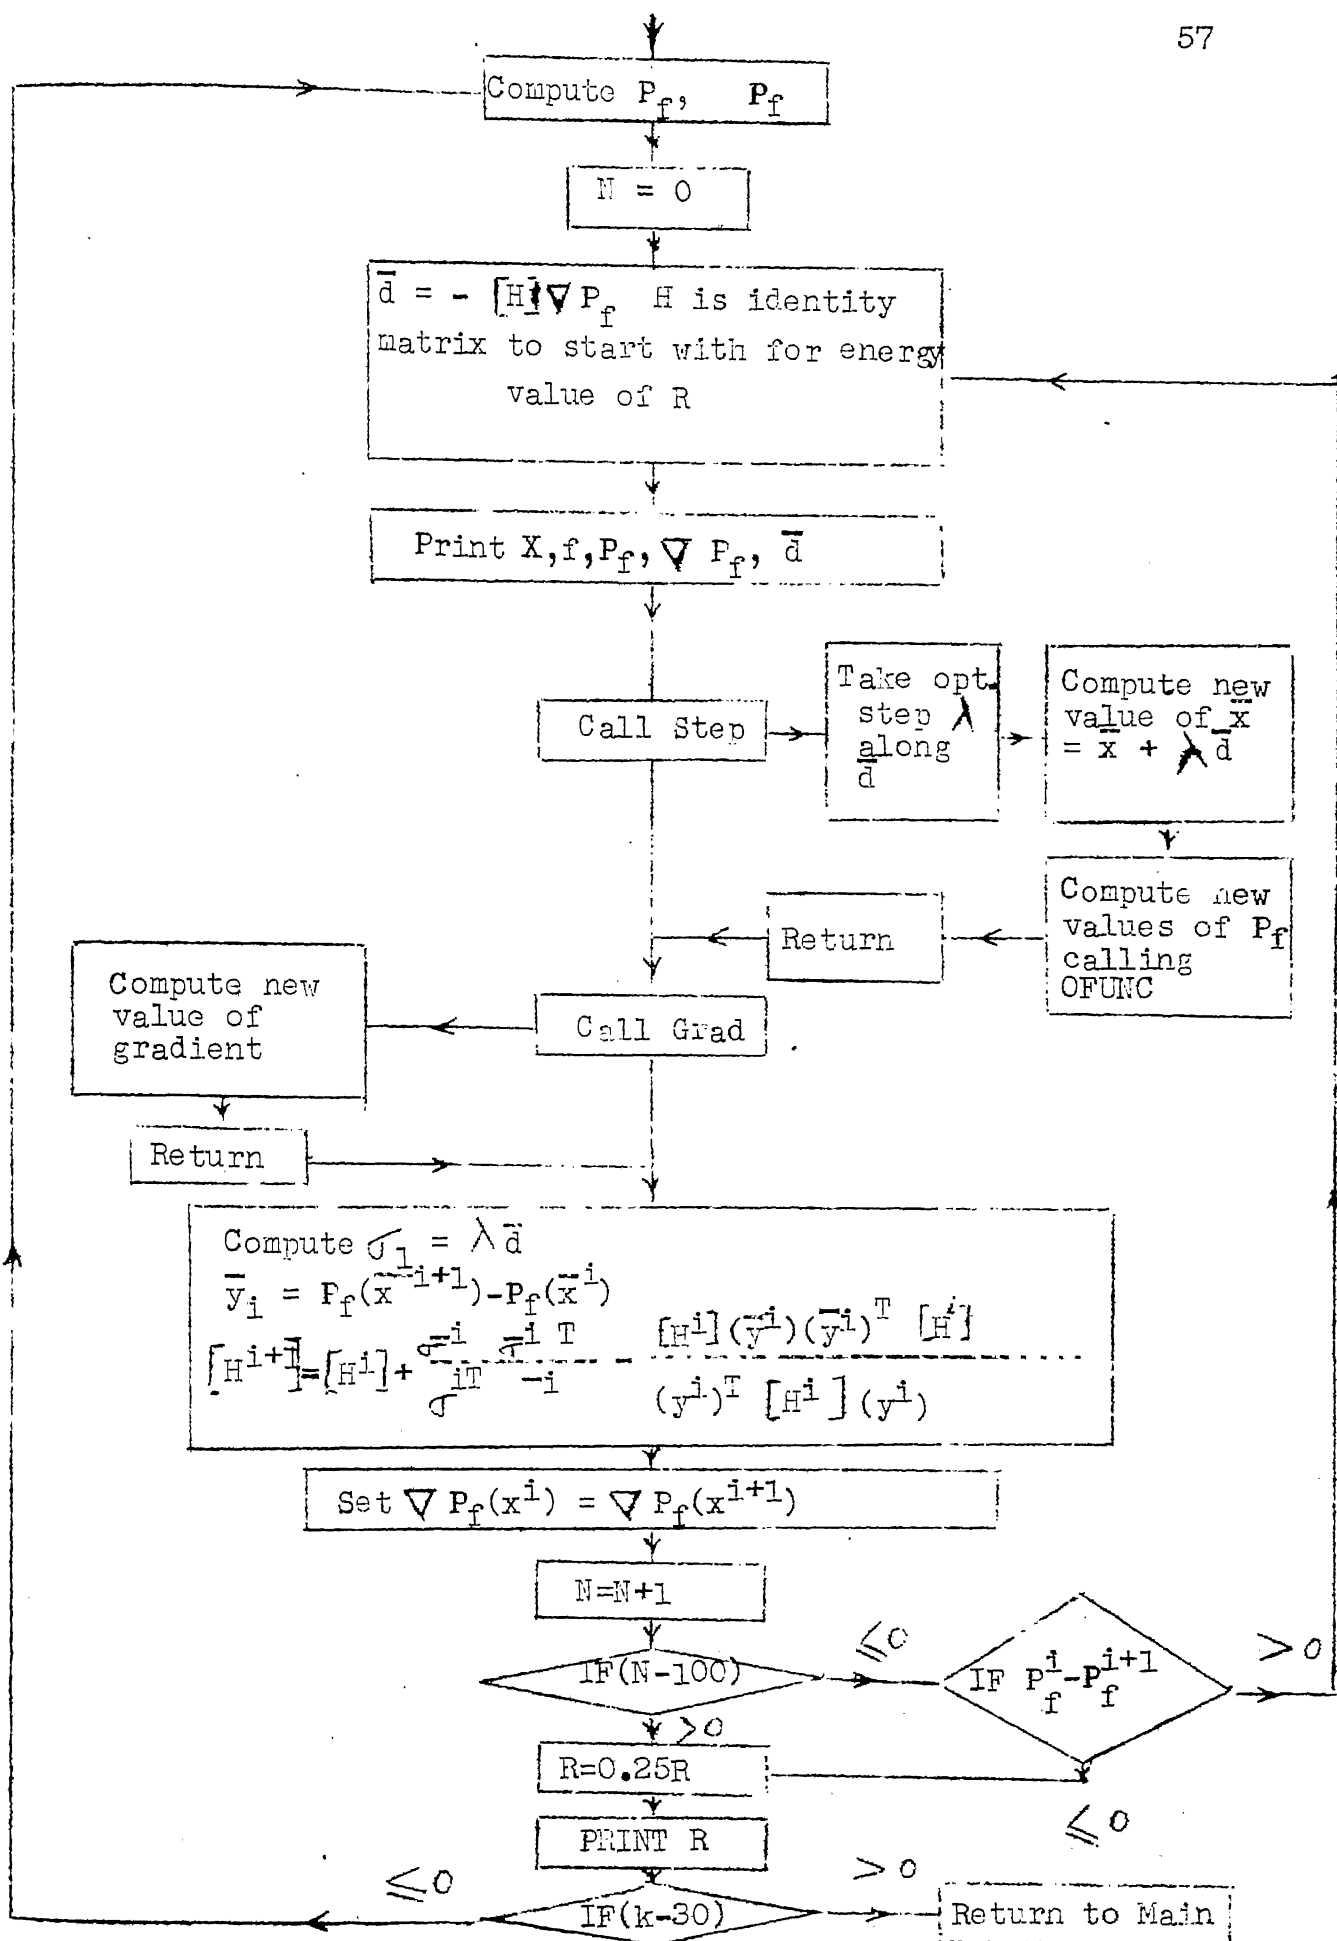 57
Compute P_f, P_f
N = 0
d̄ = - [H] ∇ P_f H is identity
matrix to start with for energy
value of R
Print X,f,P_f, ∇ P_f, d̄
Call Step
Take opt.
step λ
along
d̄
Compute new
value of x̄
= x̄ + λ d̄
Compute new
values of P_f
calling
OFUNC
Return
Call Grad
Compute new
value of
gradient
Return
Compute σ_1 = λ d̄
ȳ_i = P_f(x̄^{i+1})-P_f(x̄^i)
[H^{i+1}]=[H^i]+ σ̄^i σ̄^{i T} / σ^{iT} -i - [H^i](ȳ^i)(ȳ^i)^T [H^i] / (y^i)^T [H^i](y^i)
Set ∇ P_f(x^i) = ∇ P_f(x^{i+1})
N=N+1
IF(N-100)
≤0
IF P_f^i-P_f^{i+1}
>0
>0
R=0.25R
≤0
PRINT R
≤0
IF(k-30)
>0
Return to Main